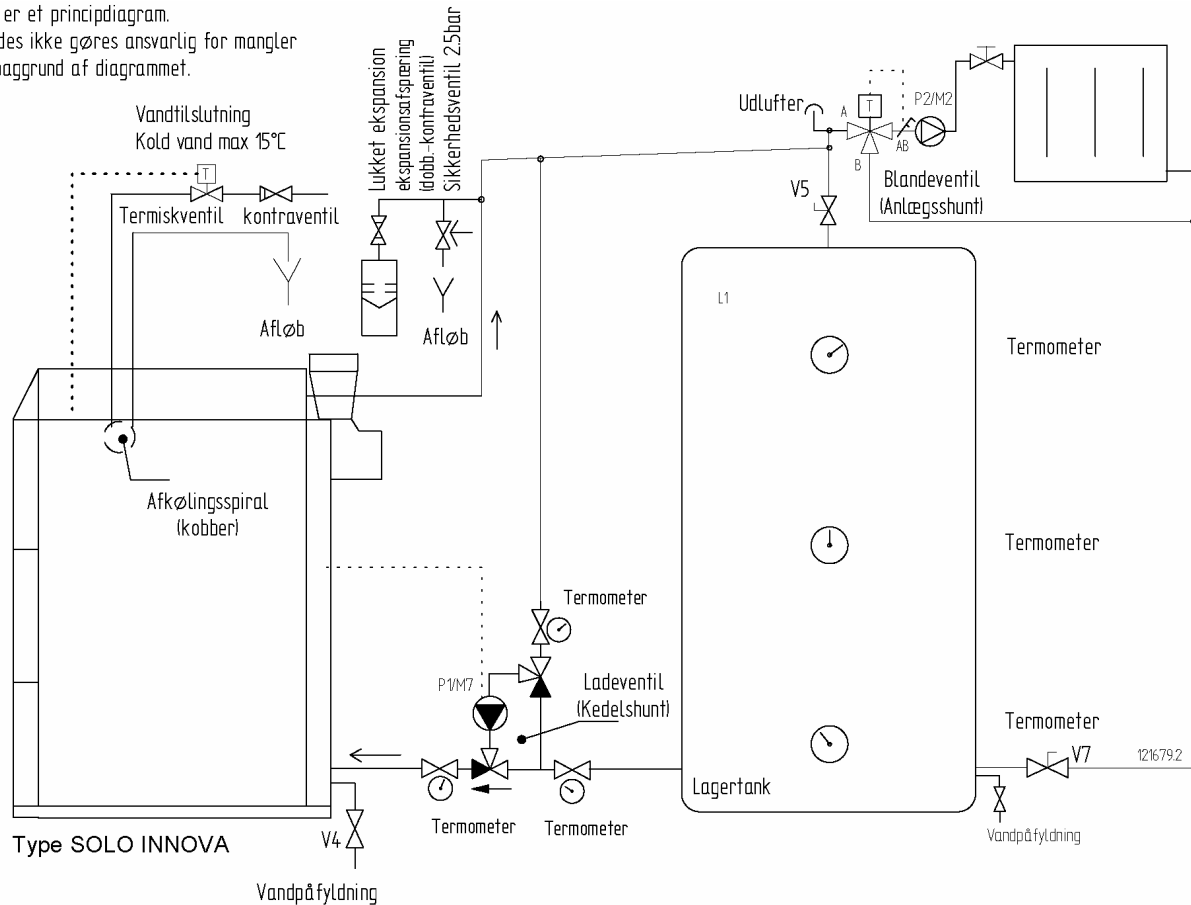 er et principdiagram.
des ikke gøres ansvarlig for mangler
baggrund af diagrammet.
Vandtilslutning
Kold vand max 15°C
T
Termiskventil
kontraventil
Afløb
Lukket ekspansion
ekspansionsafspæring
(dobb.-kontraventil)
Sikkerhedsventil 2.5bar
Afløb
Udlufter
A
T
AB
B
P2/M2
Blandeventil
(Anlægsshunt)
V5
L1
Termometer
Termometer
Termometer
Afkølingsspiral
(kobber)
Termometer
P1/M7
Ladeventil
(Kedelshunt)
Lagertank
V7
121679.2
Vandpåfyldning
Termometer
Termometer
V4
Type SOLO INNOVA
Vandpåfyldning